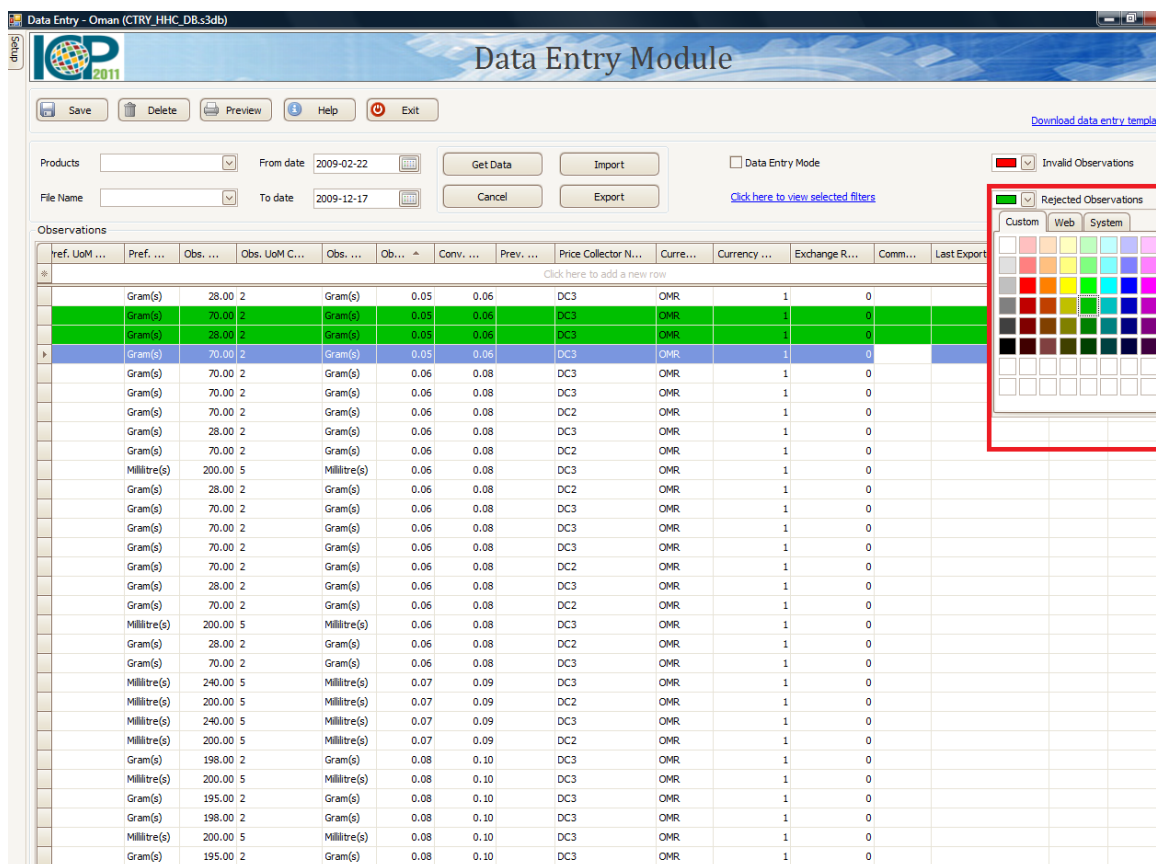 Data Entry - Oman (CTRY_HHC_DB.s3db)
Setup
ICP 2011
Data Entry Module
Save Delete Preview Help Exit
Download data entry templa
Products From date 2009-02-22 Get Data Import Data Entry Mode Invalid Observations
File Name To date 2009-12-17 Cancel Export Click here to view selected filters Rejected Observations
Custom Web System
Observations
ref. UoM ... Pref. ... Obs. ... Obs. UoM C... Obs. ... Ob... Conv. ... Prev. ... Price Collector N... Curre... Currency ... Exchange R... Comm... Last Export
Click here to add a new row
Gram(s) 28.00 2 Gram(s) 0.05 0.06 DC3 OMR 1 0
Gram(s) 70.00 2 Gram(s) 0.05 0.06 DC3 OMR 1 0
Gram(s) 28.00 2 Gram(s) 0.05 0.06 DC3 OMR 1 0
Gram(s) 70.00 2 Gram(s) 0.05 0.06 DC3 OMR 1 0
Gram(s) 70.00 2 Gram(s) 0.06 0.08 DC3 OMR 1 0
Gram(s) 70.00 2 Gram(s) 0.06 0.08 DC3 OMR 1 0
Gram(s) 70.00 2 Gram(s) 0.06 0.08 DC2 OMR 1 0
Gram(s) 28.00 2 Gram(s) 0.06 0.08 DC3 OMR 1 0
Gram(s) 70.00 2 Gram(s) 0.06 0.08 DC2 OMR 1 0
Millilitre(s) 200.00 5 Millilitre(s) 0.06 0.08 DC3 OMR 1 0
Gram(s) 28.00 2 Gram(s) 0.06 0.08 DC2 OMR 1 0
Gram(s) 70.00 2 Gram(s) 0.06 0.08 DC3 OMR 1 0
Gram(s) 70.00 2 Gram(s) 0.06 0.08 DC3 OMR 1 0
Gram(s) 70.00 2 Gram(s) 0.06 0.08 DC3 OMR 1 0
Gram(s) 70.00 2 Gram(s) 0.06 0.08 DC2 OMR 1 0
Gram(s) 28.00 2 Gram(s) 0.06 0.08 DC3 OMR 1 0
Gram(s) 70.00 2 Gram(s) 0.06 0.08 DC2 OMR 1 0
Millilitre(s) 200.00 5 Millilitre(s) 0.06 0.08 DC3 OMR 1 0
Gram(s) 28.00 2 Gram(s) 0.06 0.08 DC2 OMR 1 0
Gram(s) 70.00 2 Gram(s) 0.06 0.08 DC3 OMR 1 0
Millilitre(s) 240.00 5 Millilitre(s) 0.07 0.09 DC3 OMR 1 0
Millilitre(s) 200.00 5 Millilitre(s) 0.07 0.09 DC2 OMR 1 0
Millilitre(s) 240.00 5 Millilitre(s) 0.07 0.09 DC3 OMR 1 0
Millilitre(s) 200.00 5 Millilitre(s) 0.07 0.09 DC2 OMR 1 0
Gram(s) 198.00 2 Gram(s) 0.08 0.10 DC3 OMR 1 0
Millilitre(s) 200.00 5 Millilitre(s) 0.08 0.10 DC3 OMR 1 0
Gram(s) 195.00 2 Gram(s) 0.08 0.10 DC3 OMR 1 0
Gram(s) 198.00 2 Gram(s) 0.08 0.10 DC3 OMR 1 0
Millilitre(s) 200.00 5 Millilitre(s) 0.08 0.10 DC3 OMR 1 0
Gram(s) 195.00 2 Gram(s) 0.08 0.10 DC3 OMR 1 0